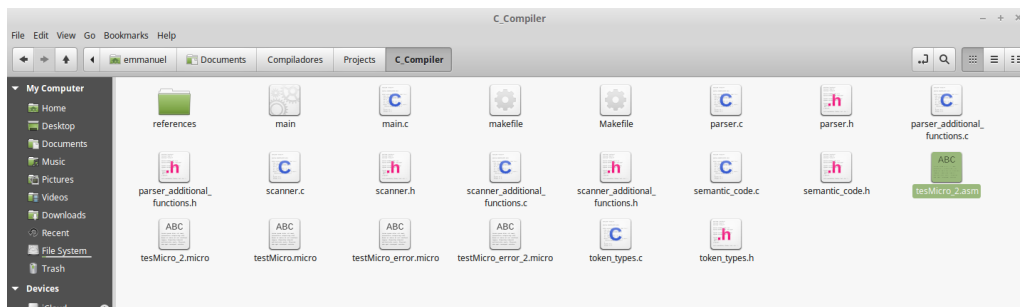 C_Compiler
File Edit View Go Bookmarks Help
emmanuel Documents Compiladores Projects C_Compiler
My Computer
Home
Desktop
Documents
Music
Pictures
Videos
Downloads
Recent
File System
Trash
Devices
references main main.c makefile Makefile parser.c parser.h parser_additional_
functions.c
parser_additional_ scanner.c scanner.h scanner_additional_ scanner_additional_ semantic_code.c semantic_code.h tesMicro_2.asm
functions.h functions.c functions.h
tesMicro_2.micro testMicro.micro testMicro_error.micro testMicro_error_2.micro token_types.c token_types.h